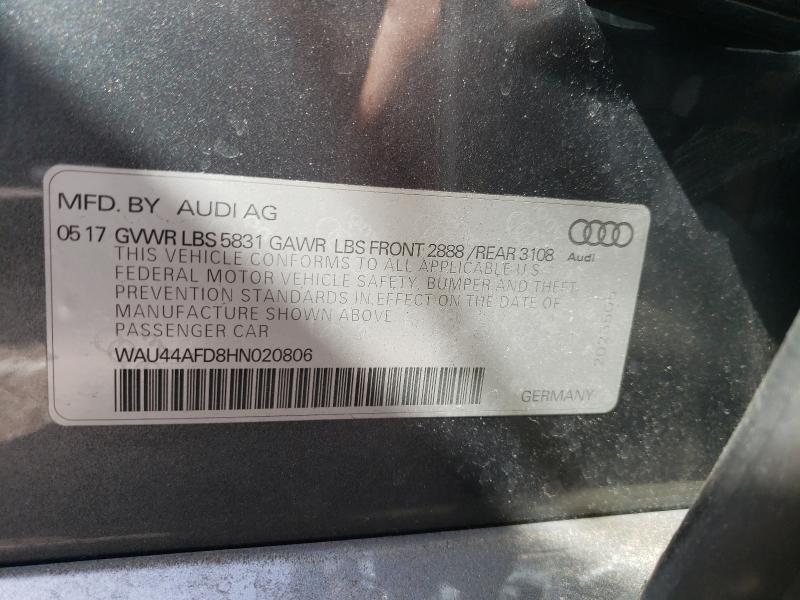 MFD. BY AUDI AG
05 17 GVWR LBS 5831 GAWR LBS FRONT 2888 / REAR 3108
Audi
THIS VEHICLE CONFORMS TO ALL APPLICABLE U.S.
FEDERAL MOTOR VEHICLE SAFETY, BUMPER AND THEFT
PREVENTION STANDARDS IN EFFECT ON THE DATE OF
MANUFACTURE SHOWN ABOVE
PASSENGER CAR
WAU44AFD8HN020806
GERMANY